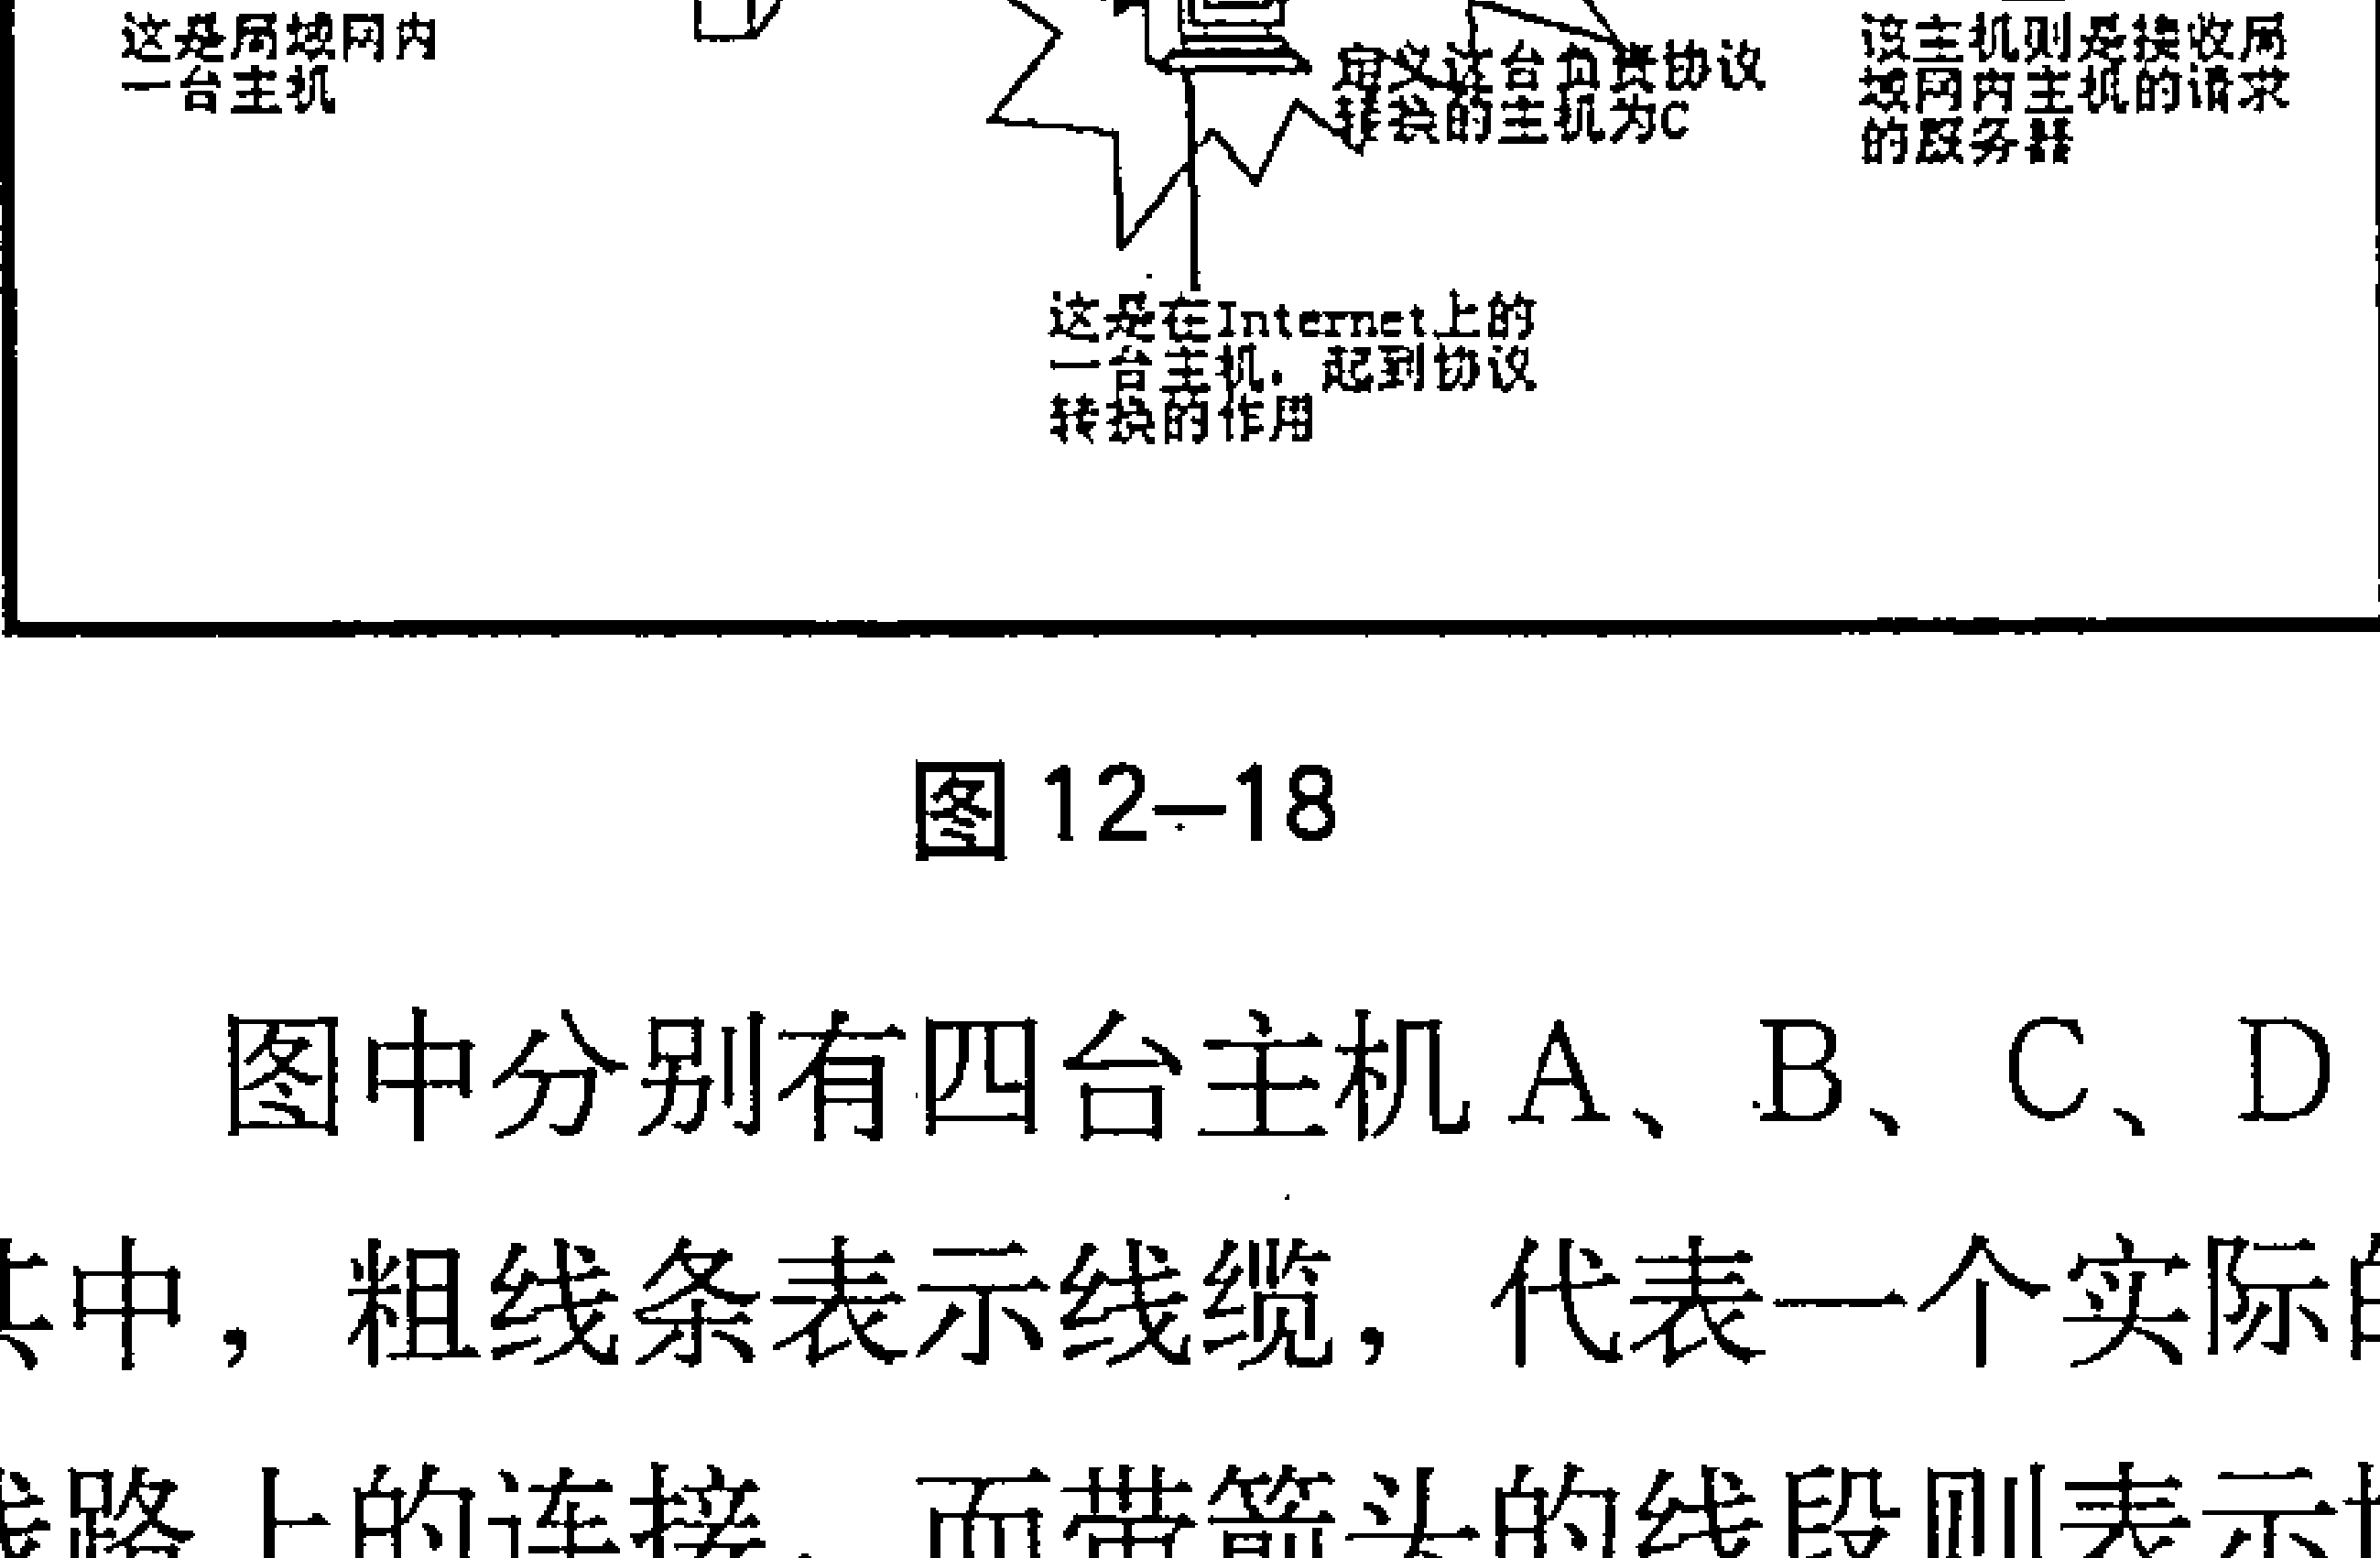 这是局域网内
一台主机
定义这台负责协议
转换的主机为C
该主机则是接收局
域网内主机的请求
的服务器
这是在Internet上的
一台主机，起到协议
转换的作用
图 12-18
图中分别有四台主机 A、B、C、D
其中，粗线条表示线缆，代表一个实际的
线路上的连接，而带箭头的线段则表示